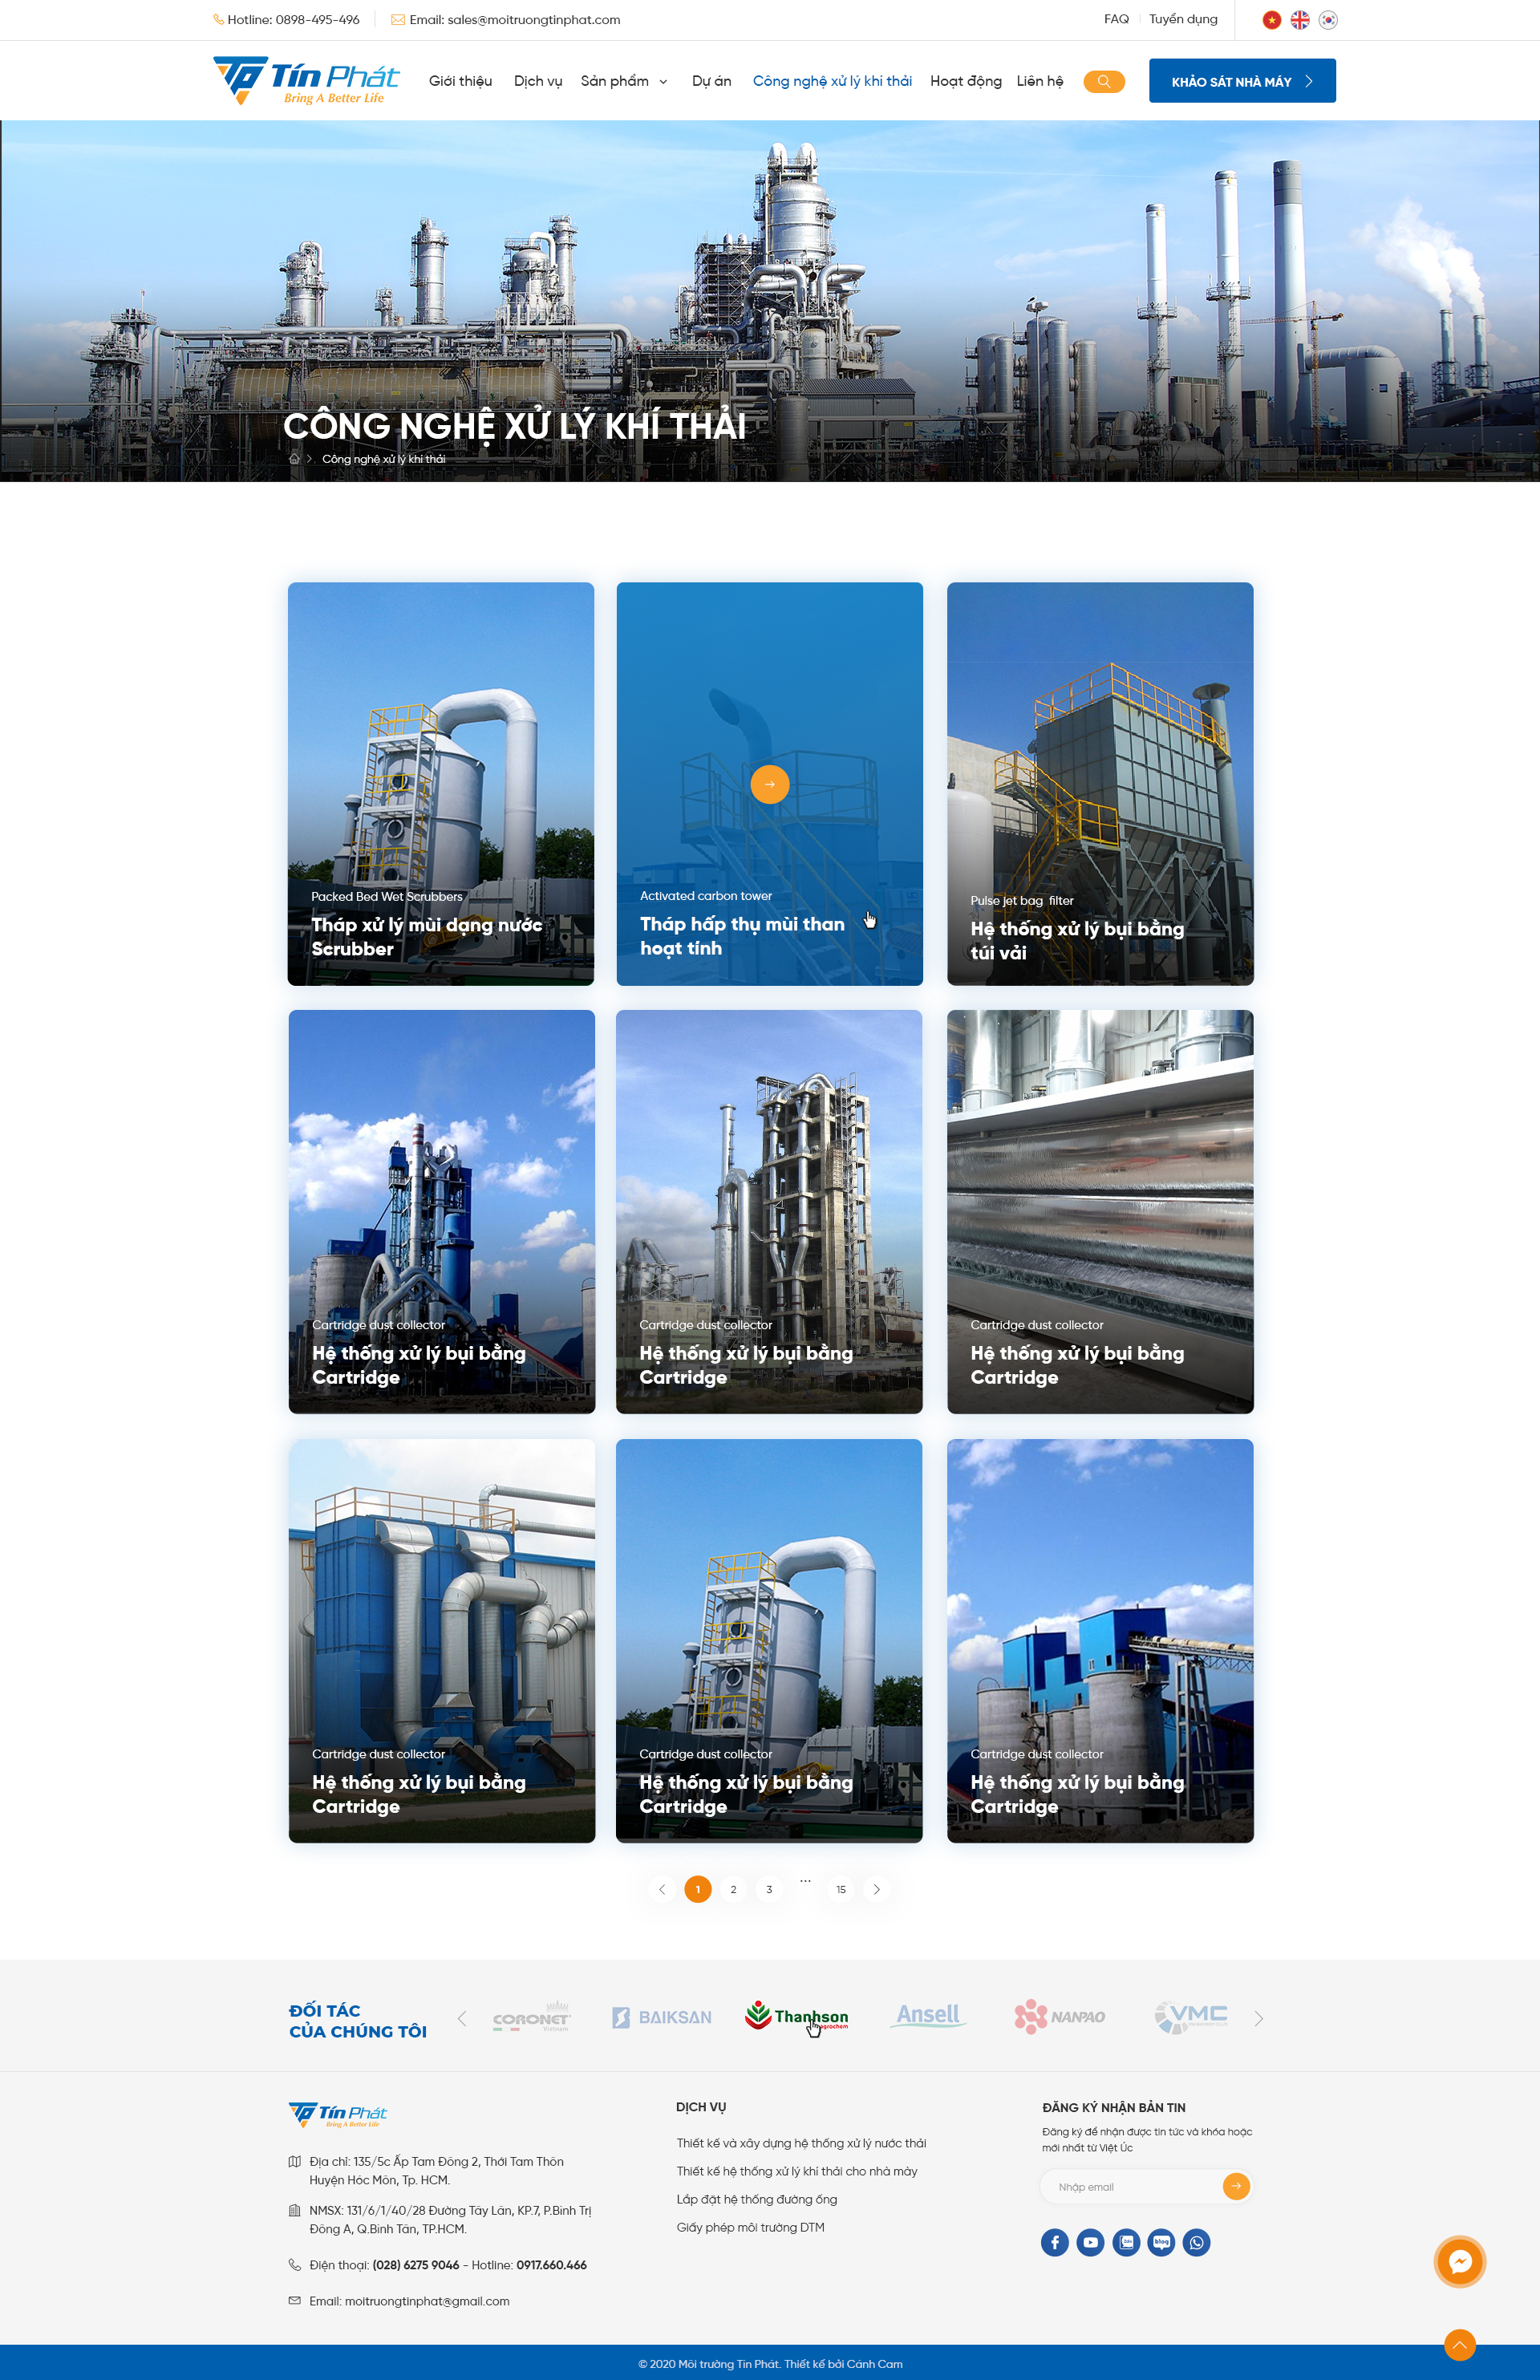 Hotline: 0898-495-496
Email: sales@moitruongtinphat.com
FAQ
Tuyển dụng
Tín Phát
Bring A Better Life
Giới thiệu
Dịch vụ
Sản phẩm
Dự án
Công nghệ xử lý khí thải
Hoạt động
Liên hệ
KHẢO SÁT NHÀ MÁY
CÔNG NGHỆ XỬ LÝ KHÍ THẢI
Công nghệ xử lý khí thải
Packed Bed Wet Scrubbers
Tháp xử lý mùi dạng nước
Scrubber
Activated carbon tower
Tháp hấp thụ mùi than
hoạt tính
Pulse jet bag filter
Hệ thống xử lý bụi bằng
túi vải
Cartridge dust collector
Hệ thống xử lý bụi bằng
Cartridge
Cartridge dust collector
Hệ thống xử lý bụi bằng
Cartridge
Cartridge dust collector
Hệ thống xử lý bụi bằng
Cartridge
Cartridge dust collector
Hệ thống xử lý bụi bằng
Cartridge
Cartridge dust collector
Hệ thống xử lý bụi bằng
Cartridge
Cartridge dust collector
Hệ thống xử lý bụi bằng
Cartridge
1
2
3
...
15
ĐỐI TÁC
CỦA CHÚNG TÔI
CORONET
VIETNAM
BAIKSAN
Thanhson
Ansell
NANPAO
VMC
Tín Phát
Bring A Better Life
Địa chỉ: 135/5c Ấp Tam Đông 2, Thới Tam Thôn
Huyện Hóc Môn, Tp. HCM.
NMSX: 131/6/1/40/28 Đường Tây Lân, KP.7, P.Bình Trị
Đông A, Q.Bình Tân, TP.HCM.
Điện thoại: (028) 6275 9046 - Hotline: 0917.660.466
Email: moitruongtinphat@gmail.com
DỊCH VỤ
Thiết kế và xây dựng hệ thống xử lý nước thải
Thiết kế hệ thống xử lý khí thải cho nhà mày
Lắp đặt hệ thống đường ống
Giấy phép môi trường DTM
ĐĂNG KÝ NHẬN BẢN TIN
Đăng ký để nhận được tin tức và khóa hoặc
mới nhất từ Việt Úc
Nhập email
blog
© 2020 Môi trường Tín Phát. Thiết kế bởi Cánh Cam